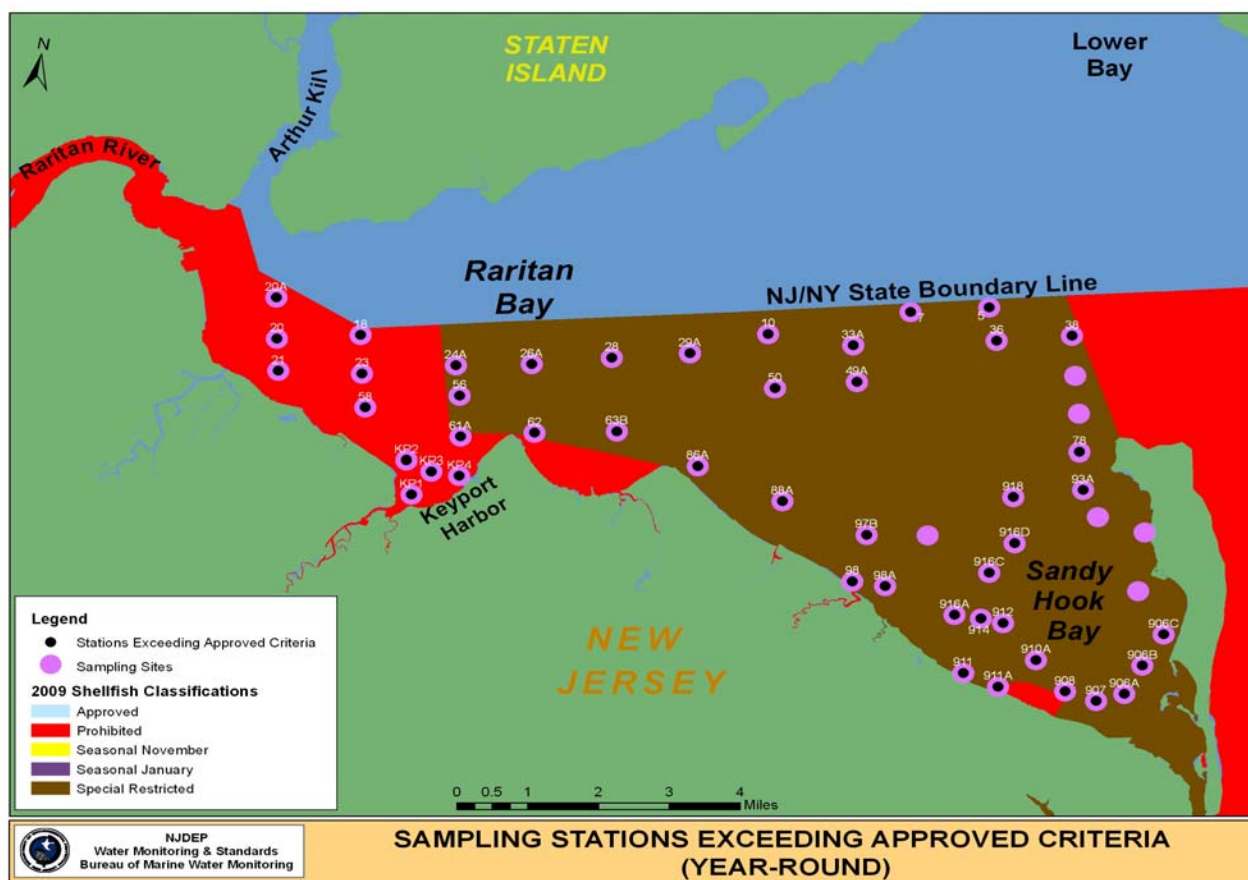 N
STATEN
ISLAND
Lower
Bay
Arthur Kill
Raritan River
Raritan
Bay
NJ/NY State Boundary Line
20A
20
21
18
23
58
24A
56
61A
26A
62
28
63B
29A
86A
10
50
88A
33A
49A
97B
7
5
36
38
78
93A
918
916D
916C
98
98A
916A
914
912
910A
911
911A
908
907
906A
906B
906C
KP2
KP3
KP4
KP1
Keyport
Harbor
Sandy
Hook
Bay
NEW
JERSEY
Legend
Stations Exceeding Approved Criteria
Sampling Sites
2009 Shellfish Classifications
Approved
Prohibited
Seasonal November
Seasonal January
Special Restricted
0 0.5 1 2 3 4
Miles
NJDEP
Water Monitoring & Standards
Bureau of Marine Water Monitoring
SAMPLING STATIONS EXCEEDING APPROVED CRITERIA
(YEAR-ROUND)